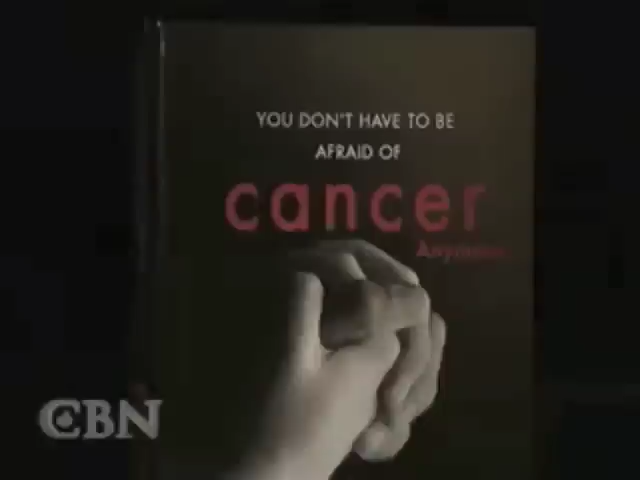 YOU DON'T HAVE TO BE
AFRAID OF
cancer
Anymore
CBN